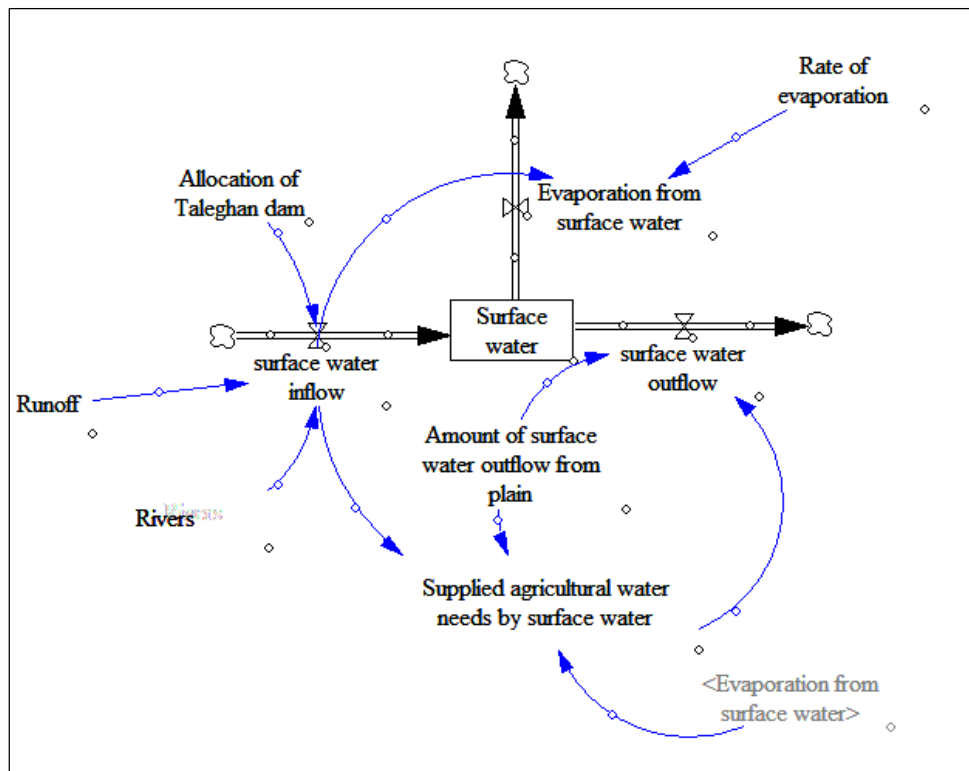 Rate of
evaporation
Allocation of
Taleghan dam
Evaporation from
surface water
Surface
water
surface water
inflow
surface water
outflow
Runoff
Amount of surface
water outflow from
plain
Rivers
Supplied agricultural water
needs by surface water
<Evaporation from
surface water>